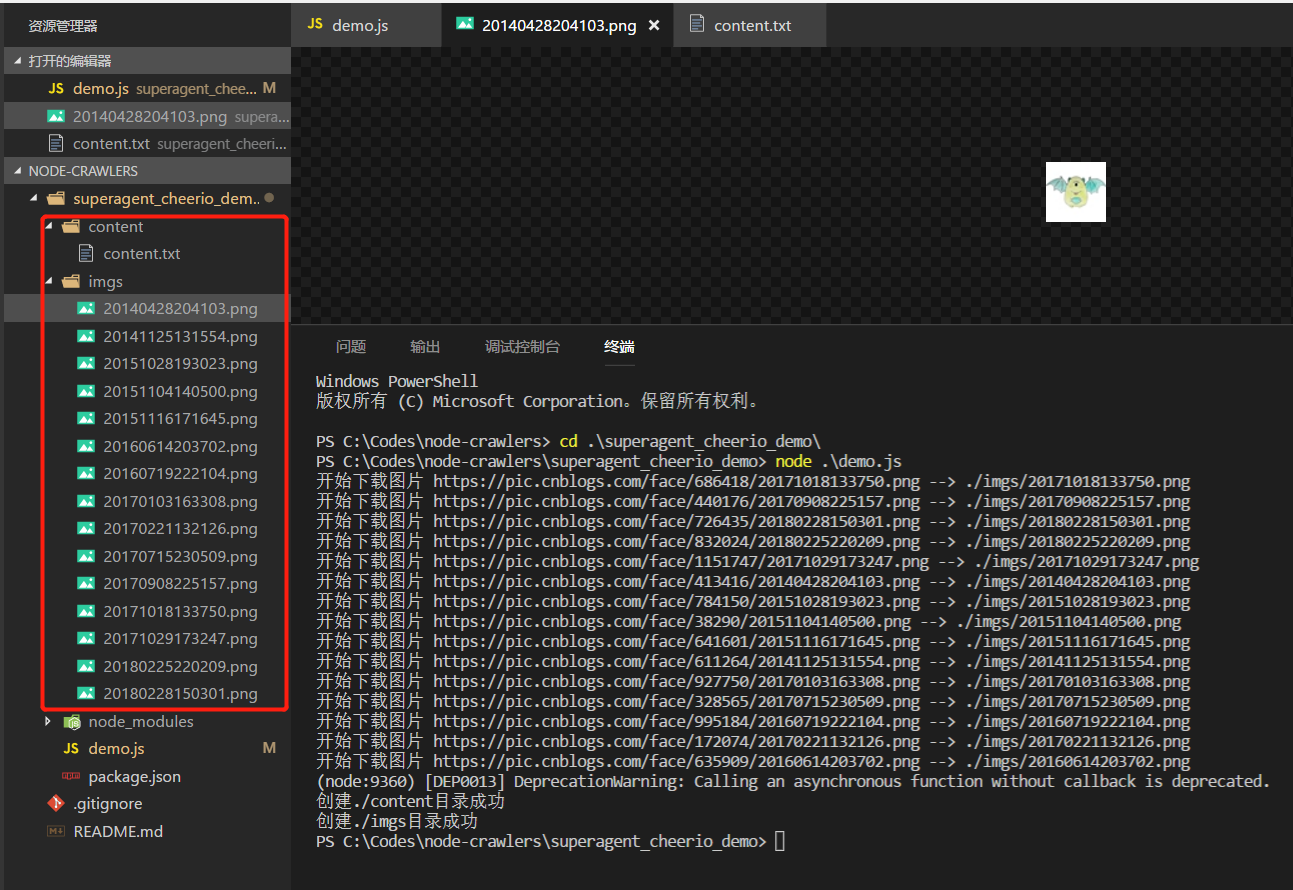 资源管理器
打开的编辑器
JS demo.js superagent_chee... M
20140428204103.png supera...
content.txt superagent_cheeri...
NODE-CRAWLERS
superagent_cheerio_dem..
content
content.txt
imgs
20140428204103.png
20141125131554.png
20151028193023.png
20151104140500.png
20151116171645.png
20160614203702.png
20160719222104.png
20170103163308.png
20170221132126.png
20170715230509.png
20170908225157.png
20171018133750.png
20171029173247.png
20180225220209.png
20180228150301.png
node_modules
JS demo.js M
package.json
.gitignore
README.md
JS demo.js 20140428204103.png × content.txt
问题 输出 调试控制台 终端
Windows PowerShell
版权所有 (C) Microsoft Corporation。保留所有权利。
PS C:\Codes\node-crawlers> cd .\superagent_cheerio_demo\
PS C:\Codes\node-crawlers\superagent_cheerio_demo> node .\demo.js
开始下载图片 https://pic.cnblogs.com/face/686418/20171018133750.png --> ./imgs/20171018133750.png
开始下载图片 https://pic.cnblogs.com/face/440176/20170908225157.png --> ./imgs/20170908225157.png
开始下载图片 https://pic.cnblogs.com/face/726435/20180228150301.png --> ./imgs/20180228150301.png
开始下载图片 https://pic.cnblogs.com/face/832024/20180225220209.png --> ./imgs/20180225220209.png
开始下载图片 https://pic.cnblogs.com/face/1151747/20171029173247.png --> ./imgs/20171029173247.png
开始下载图片 https://pic.cnblogs.com/face/413416/20140428204103.png --> ./imgs/20140428204103.png
开始下载图片 https://pic.cnblogs.com/face/784150/20151028193023.png --> ./imgs/20151028193023.png
开始下载图片 https://pic.cnblogs.com/face/38290/20151104140500.png --> ./imgs/20151104140500.png
开始下载图片 https://pic.cnblogs.com/face/641601/20151116171645.png --> ./imgs/20151116171645.png
开始下载图片 https://pic.cnblogs.com/face/611264/20141125131554.png --> ./imgs/20141125131554.png
开始下载图片 https://pic.cnblogs.com/face/927750/20170103163308.png --> ./imgs/20170103163308.png
开始下载图片 https://pic.cnblogs.com/face/328565/20170715230509.png --> ./imgs/20170715230509.png
开始下载图片 https://pic.cnblogs.com/face/995184/20160719222104.png --> ./imgs/20160719222104.png
开始下载图片 https://pic.cnblogs.com/face/172074/20170221132126.png --> ./imgs/20170221132126.png
开始下载图片 https://pic.cnblogs.com/face/635909/20160614203702.png --> ./imgs/20160614203702.png
(node:9360) [DEP0013] DeprecationWarning: Calling an asynchronous function without callback is deprecated.
创建./content目录成功
创建./imgs目录成功
PS C:\Codes\node-crawlers\superagent_cheerio_demo>